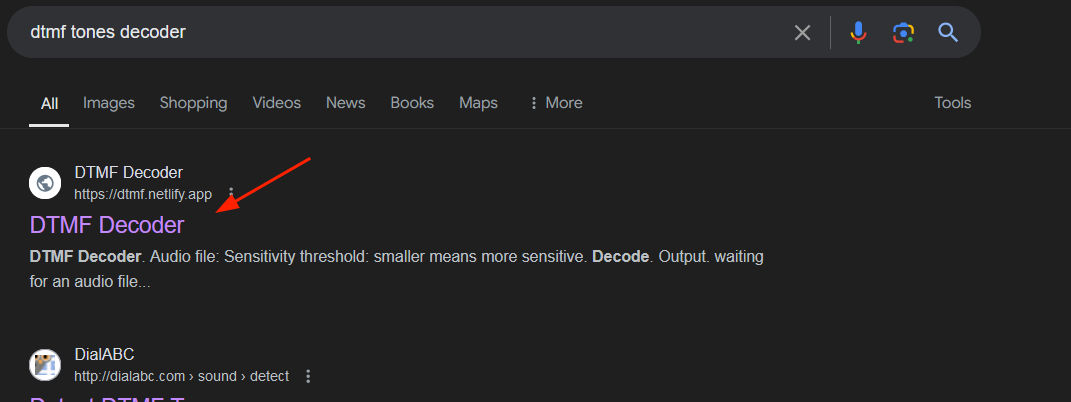 dtmf tones decoder
All Images Shopping Videos News Books Maps More Tools
DTMF Decoder
https://dtmf.netlify.app
DTMF Decoder
DTMF Decoder. Audio file: Sensitivity threshold: smaller means more sensitive. Decode. Output. waiting
for an audio file...
DialABC
http://dialabc.com › sound › detect